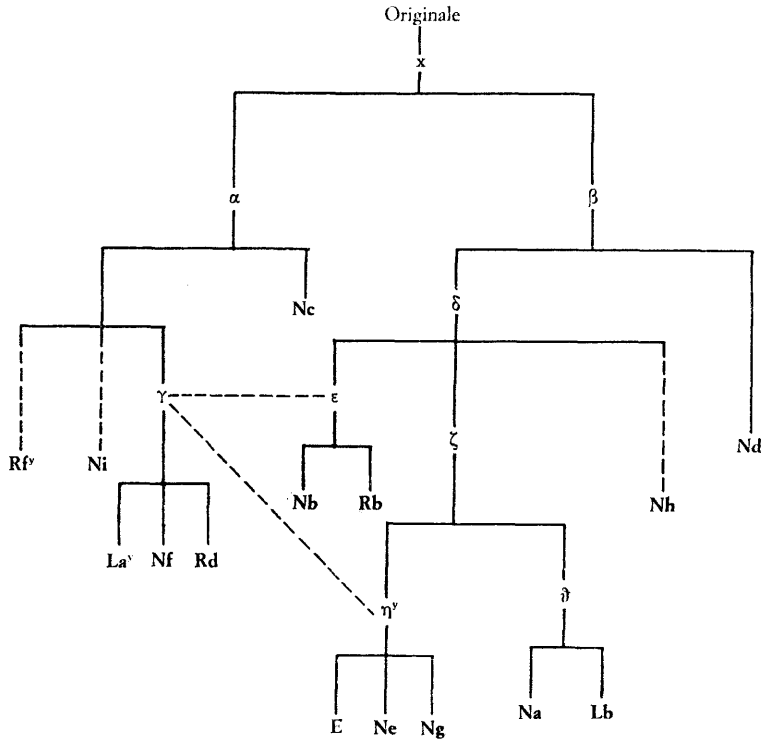 Originale
x
α β
Nc
δ
γ ε
ζ
Nd
Rfʸ Ni
Nb Rb Nh
Laʸ Nf Rd
ηʸ ϑ
E Ne Ng Na Lb